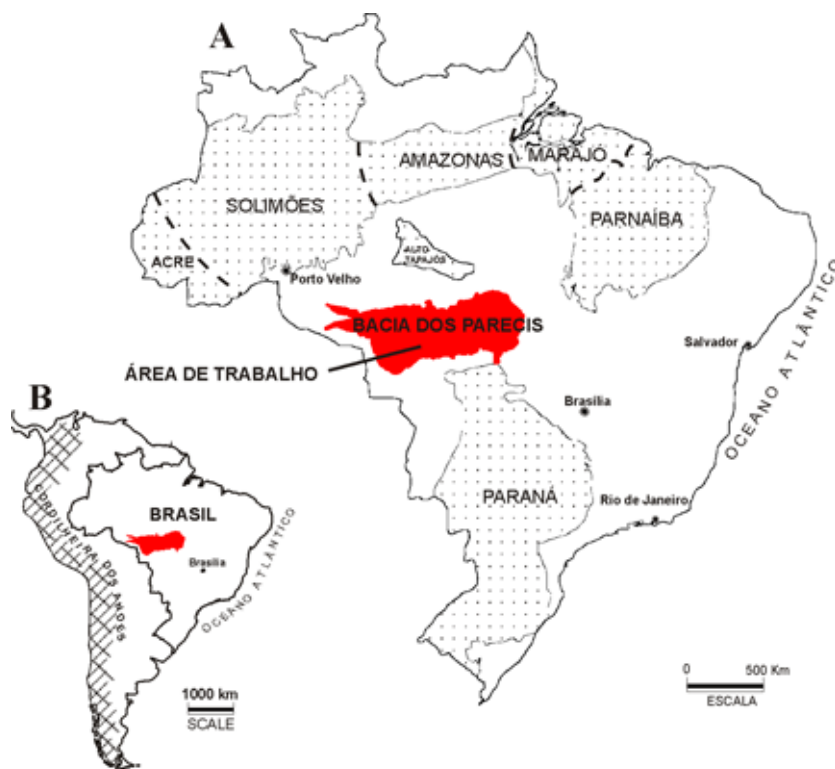 A
AMAZONAS
MARAJÓ
SOLIMÕES
PARNAÍBA
ACRE
ALTO
TAPAJÓS
Porto Velho
BACIA DOS PARECIS
Salvador
ÁREA DE TRABALHO
OCEANO ATLÂNTICO
B
Brasília
PARANÁ
Rio de Janeiro
BRASIL
CORDILHEIRA DOS ANDES
Brasília
OCEANO ATLÂNTICO
0 500 Km
ESCALA
1000 km
SCALE